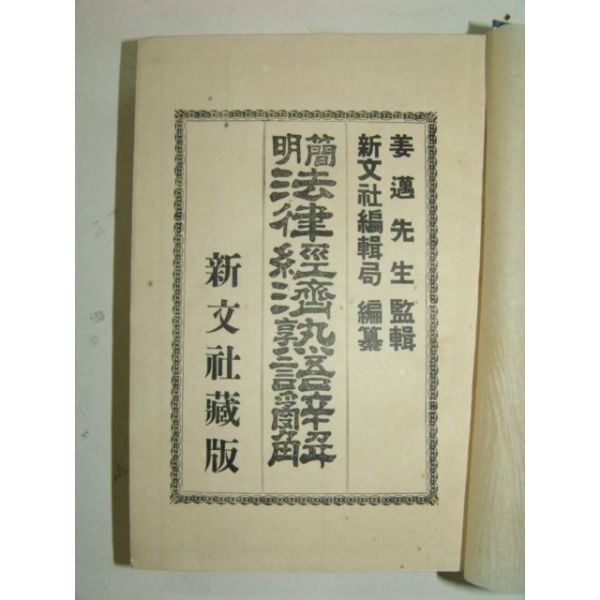 姜邁先生 監輯
新文社編輯局 編纂
簡明法律經濟熟語辭解
新文社藏版